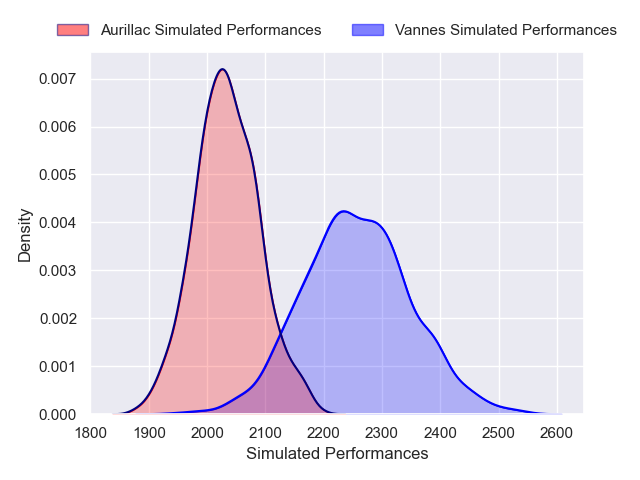 Aurillac Simulated Performances
Vannes Simulated Performances
0.007
0.006
0.005
0.004
0.003
0.002
0.001
0.000
Density
1800 1900 2000 2100 2200 2300 2400 2500 2600
Simulated Performances